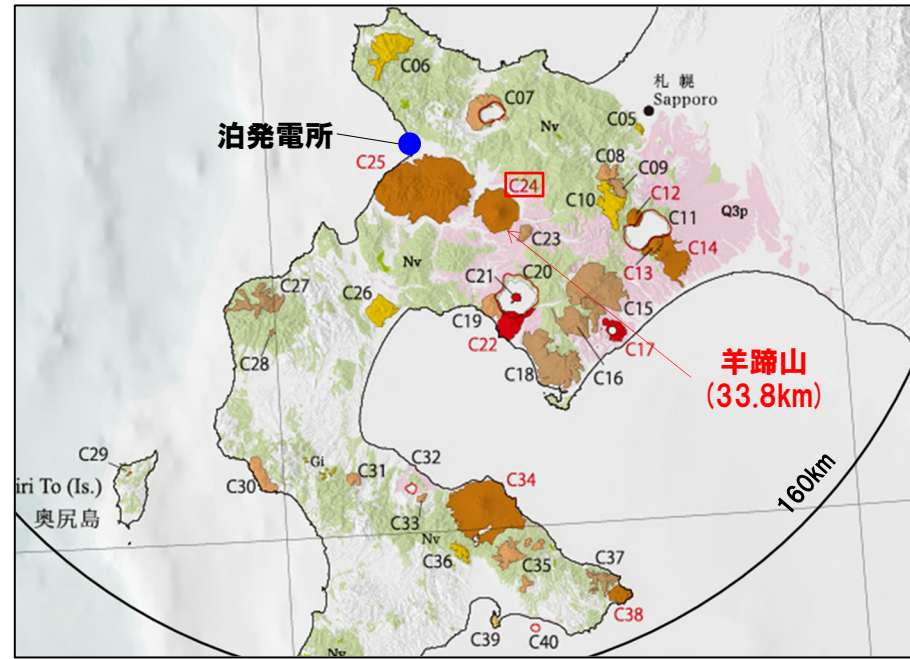 C06
C07
札幌
Sapporo
C05
Nv
泊発電所
C25
C24
C08
C09
C10
C12
C11
Q3p
C23
C13
C14
Nv
C21
C20
C27
C26
C15
C19
C22
C17
C28
C18
C16
羊蹄山
(33.8km)
C29
iri To (Is.)
奥尻島
Gi
C30
C31
C32
C34
C33
160km
Nv
C36
C35
C37
C38
C39
C40
Nv